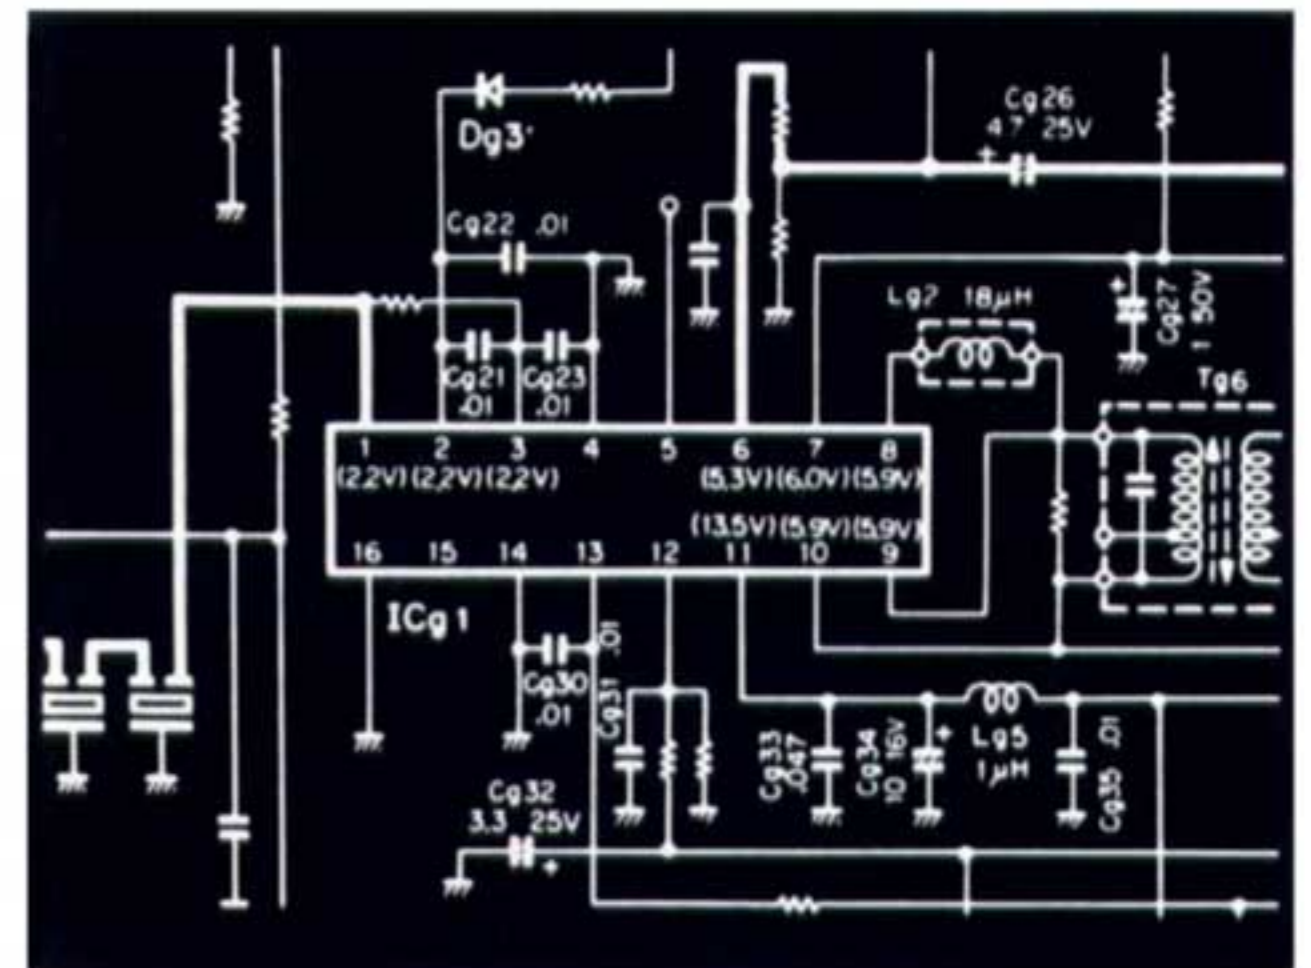 Cg26
47 25V
+
Dg3
Cg22 .01
Lg7 18µH
+
Cg27
1 50V
Tg6
Cg21
.01
Cg23
.01
1 2 3 4 5 6 7 8
(2,2V) (2,2V) (2,2V) (5,3V) (6,0V) (5,9V)
(13,5V) (5,9V) (5,9V)
16 15 14 13 12 11 10 9
ICg1
Cg30
.01
Cg31
.01
Cg33
.047
Cg34
10 16V
+
Lg5
1µH
Cg35 .01
Cg32
3.3 25V
+